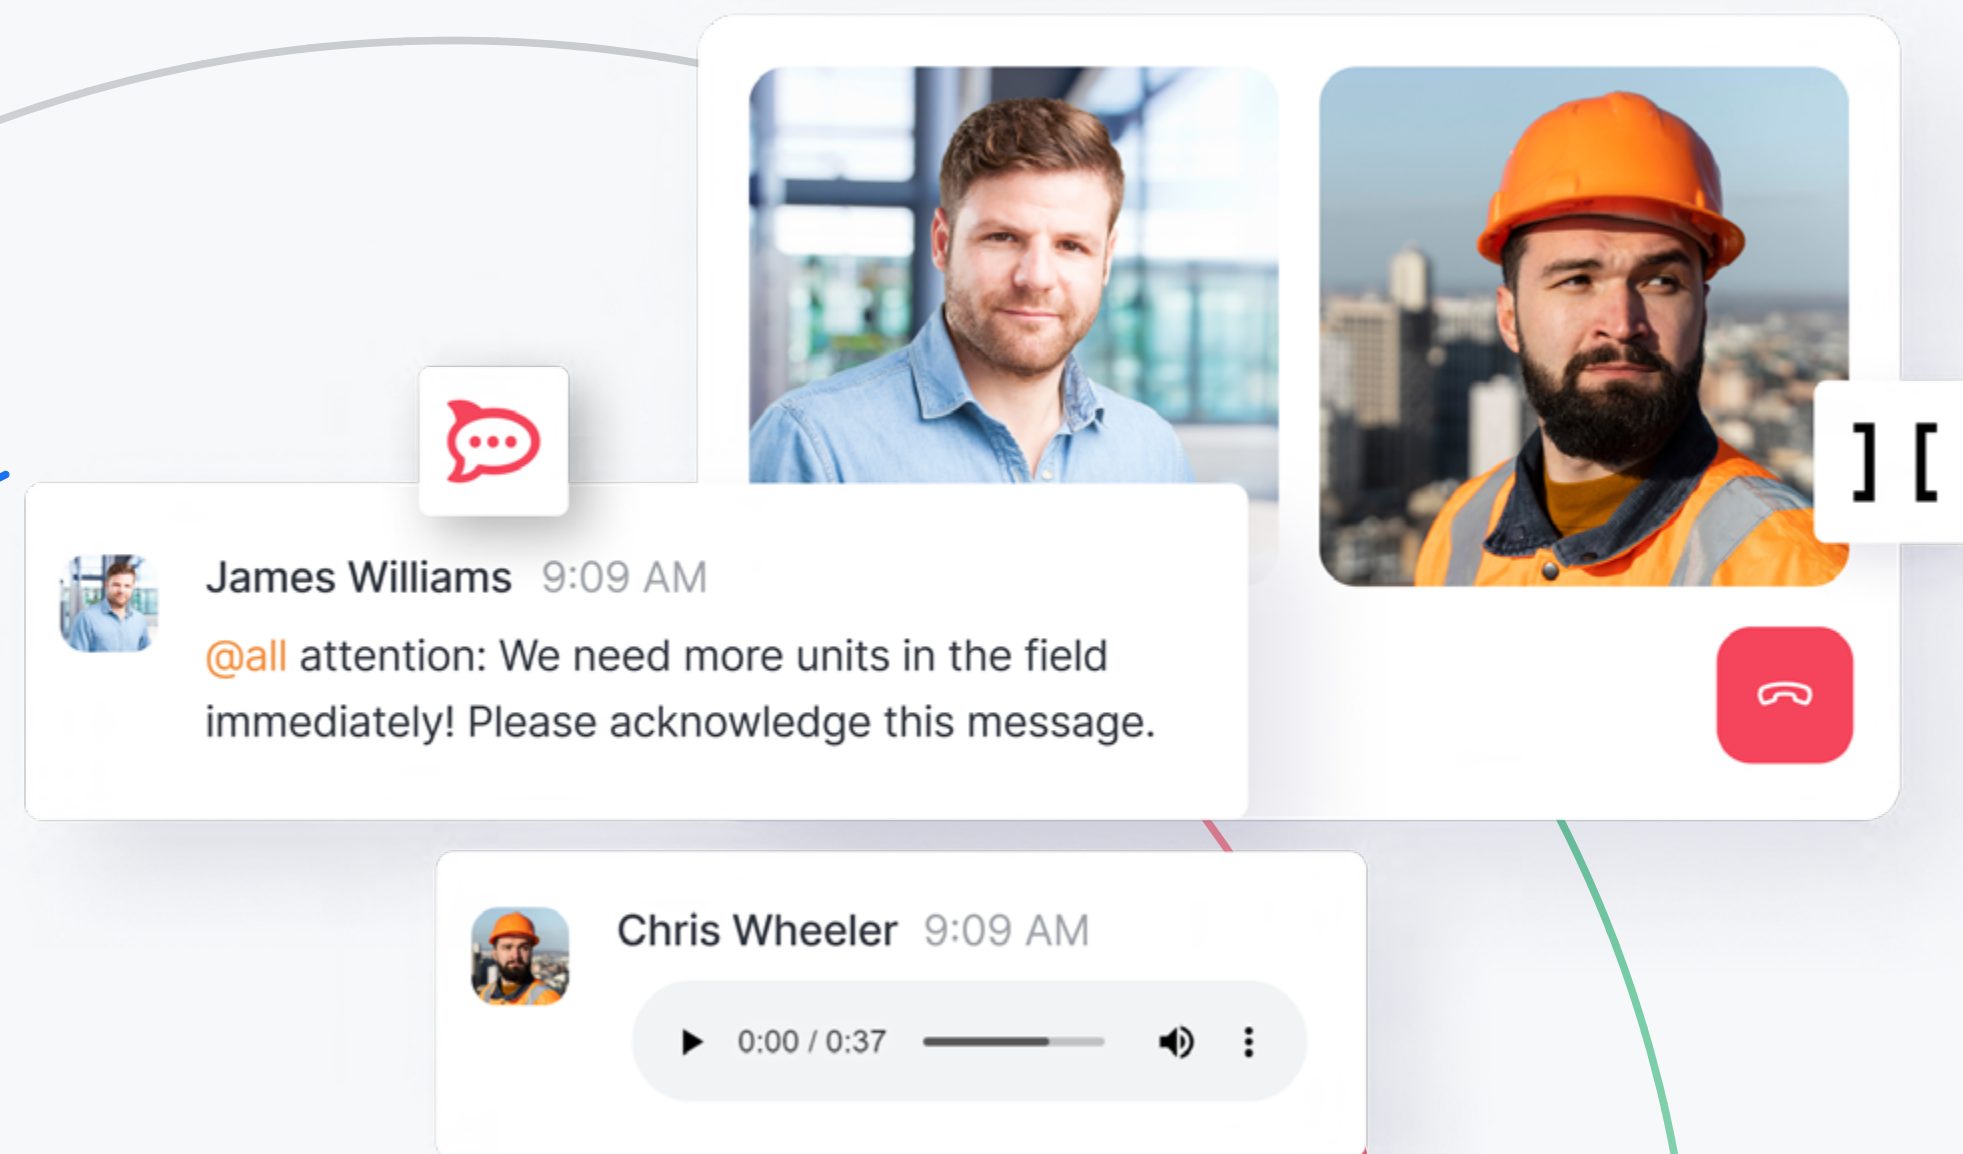 ][
James Williams 9:09 AM
@all attention: We need more units in the field
immediately! Please acknowledge this message.
Chris Wheeler 9:09 AM
0:00 / 0:37